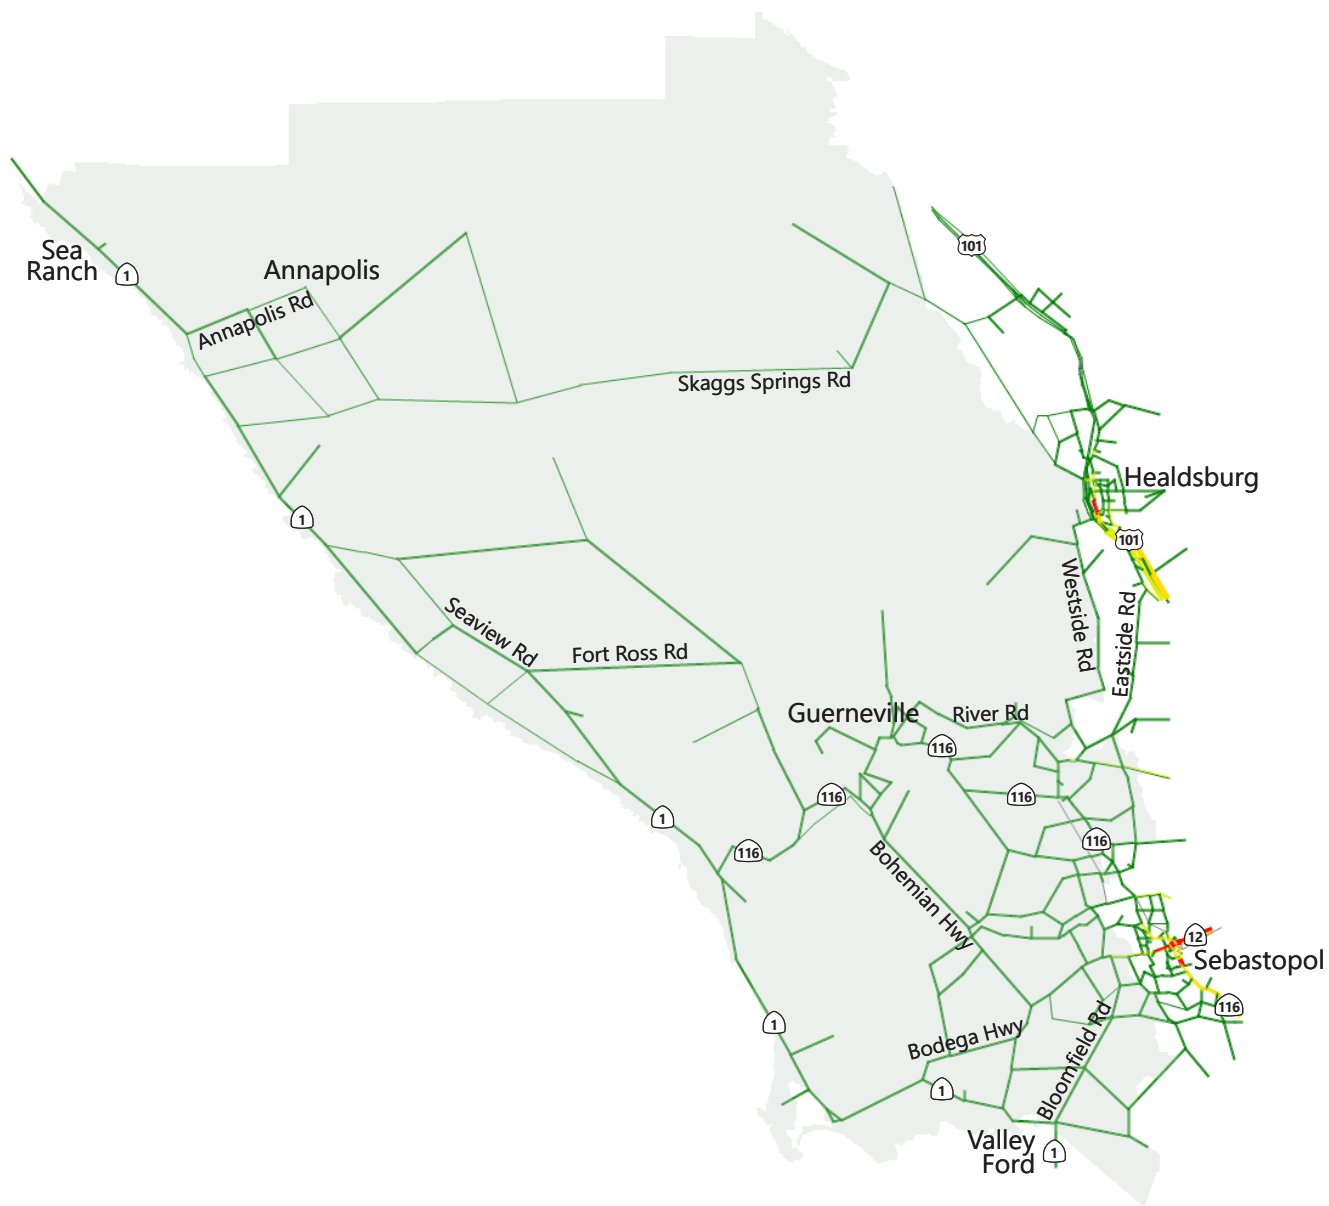 101
Sea
Ranch
1
Annapolis
Annapolis Rd
Skaggs Springs Rd
Healdsburg
1
101
Westside Rd
Eastside Rd
Seaview Rd
Fort Ross Rd
Guerneville
River Rd
116
116
116
1
116
116
Bohemian Hwy
12
Sebastopol
116
1
Bodega Hwy
Bloomfield Rd
1
Valley
Ford
1